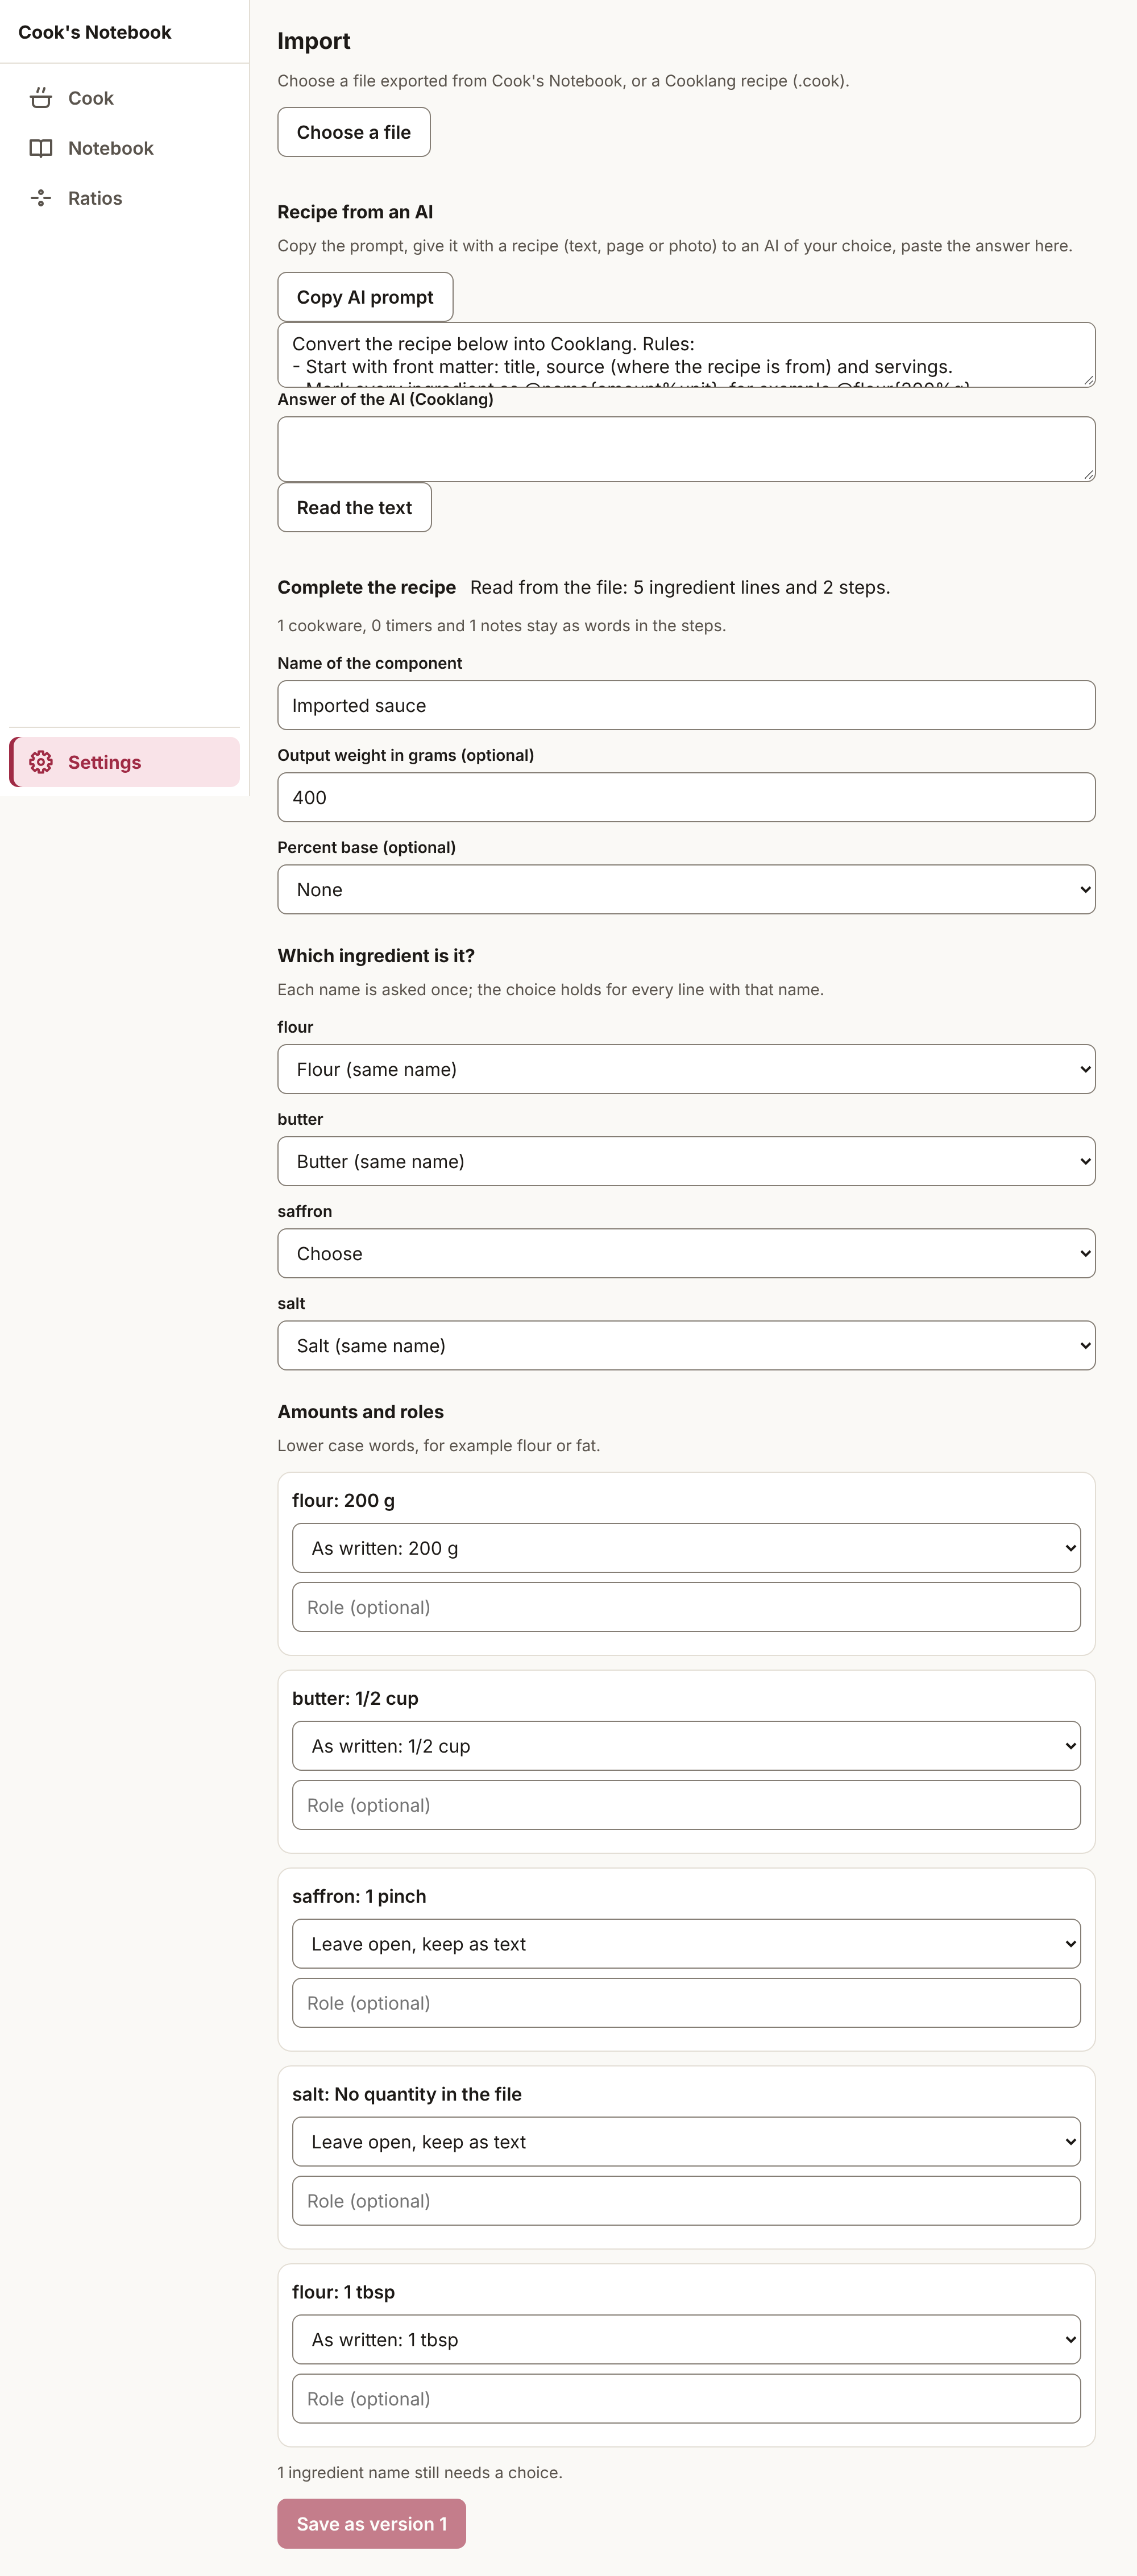 Cook's Notebook
Cook
Notebook
Ratios
Settings
Import
Choose a file exported from Cook's Notebook, or a Cooklang recipe (.cook).
Choose a file
Recipe from an AI
Copy the prompt, give it with a recipe (text, page or photo) to an AI of your choice, paste the answer here.
Copy AI prompt
Convert the recipe below into Cooklang. Rules:
- Start with front matter: title, source (where the recipe is from) and servings.
- Mark every ingredient as @name{amount%unit}, for example @flour{200%g}
Answer of the AI (Cooklang)
Read the text
Complete the recipe Read from the file: 5 ingredient lines and 2 steps.
1 cookware, 0 timers and 1 notes stay as words in the steps.
Name of the component
Imported sauce
Output weight in grams (optional)
400
Percent base (optional)
None
Which ingredient is it?
Each name is asked once; the choice holds for every line with that name.
flour
Flour (same name)
butter
Butter (same name)
saffron
Choose
salt
Salt (same name)
Amounts and roles
Lower case words, for example flour or fat.
flour: 200 g
As written: 200 g
Role (optional)
butter: 1/2 cup
As written: 1/2 cup
Role (optional)
saffron: 1 pinch
Leave open, keep as text
Role (optional)
salt: No quantity in the file
Leave open, keep as text
Role (optional)
flour: 1 tbsp
As written: 1 tbsp
Role (optional)
1 ingredient name still needs a choice.
Save as version 1